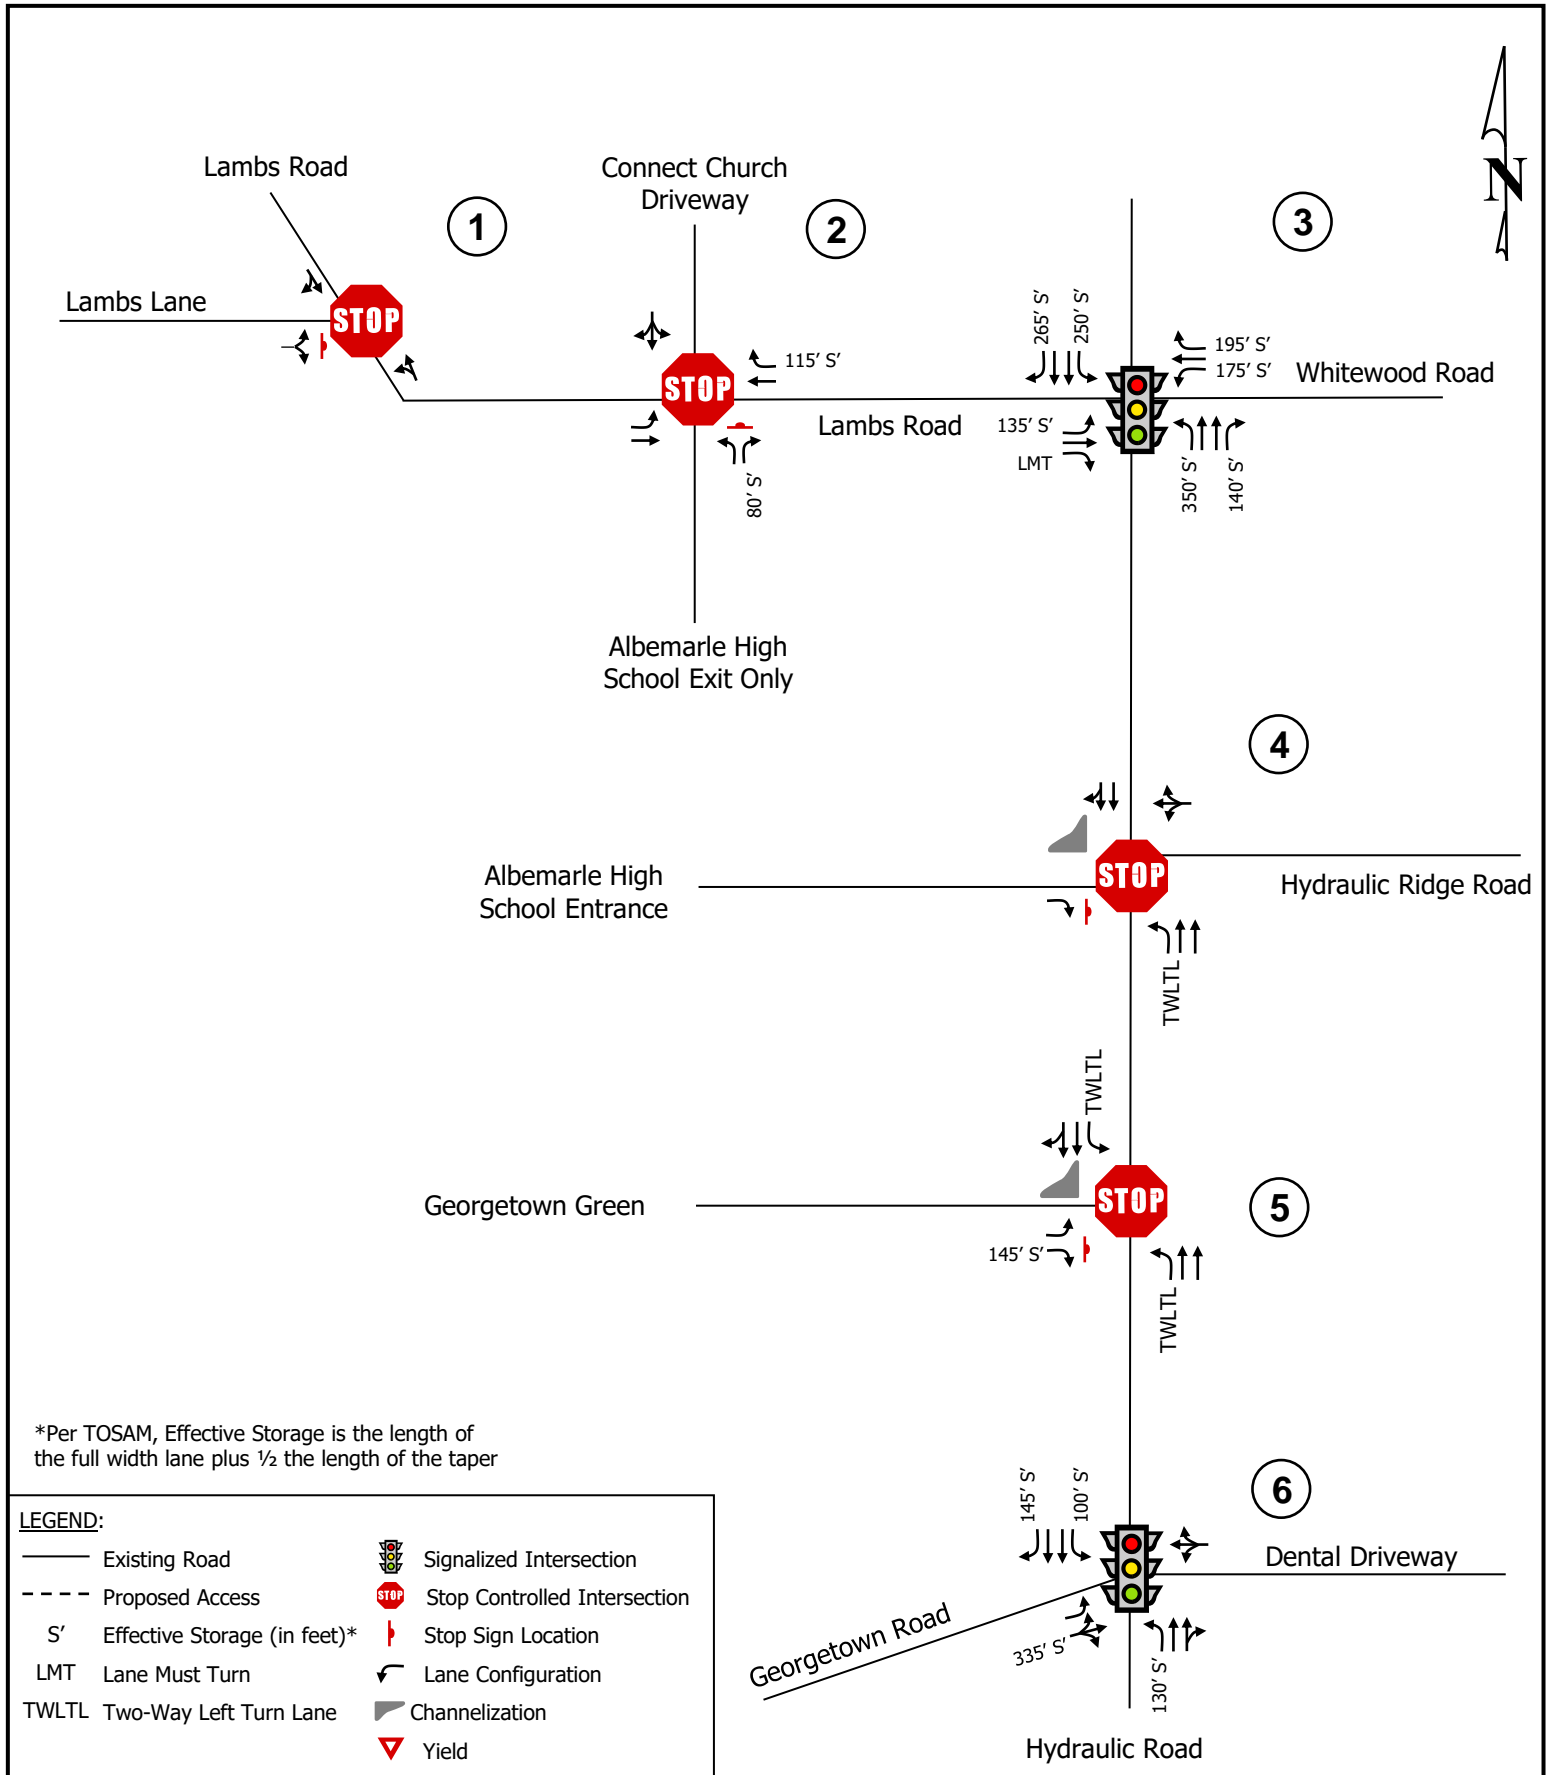 N
Lambs Road
Connect Church
Driveway
1
2
3
Lambs Lane
STOP
STOP
115' S'
265' S'
250' S'
195' S'
175' S'
Whitewood Road
Lambs Road
135' S'
LMT
80' S'
350' S'
140' S'
Albemarle High
School Exit Only
4
Albemarle High
School Entrance
STOP
Hydraulic Ridge Road
TWLTL
TWLTL
Georgetown Green
STOP
5
145' S'
TWLTL
*Per TOSAM, Effective Storage is the length of
the full width lane plus ½ the length of the taper
6
145' S'
100' S'
Dental Driveway
Georgetown Road
335' S'
130' S'
Hydraulic Road
LEGEND:
Existing Road
Signalized Intersection
Proposed Access
STOP Stop Controlled Intersection
S' Effective Storage (in feet)*
Stop Sign Location
LMT Lane Must Turn
Lane Configuration
TWLTL Two-Way Left Turn Lane
Channelization
Yield